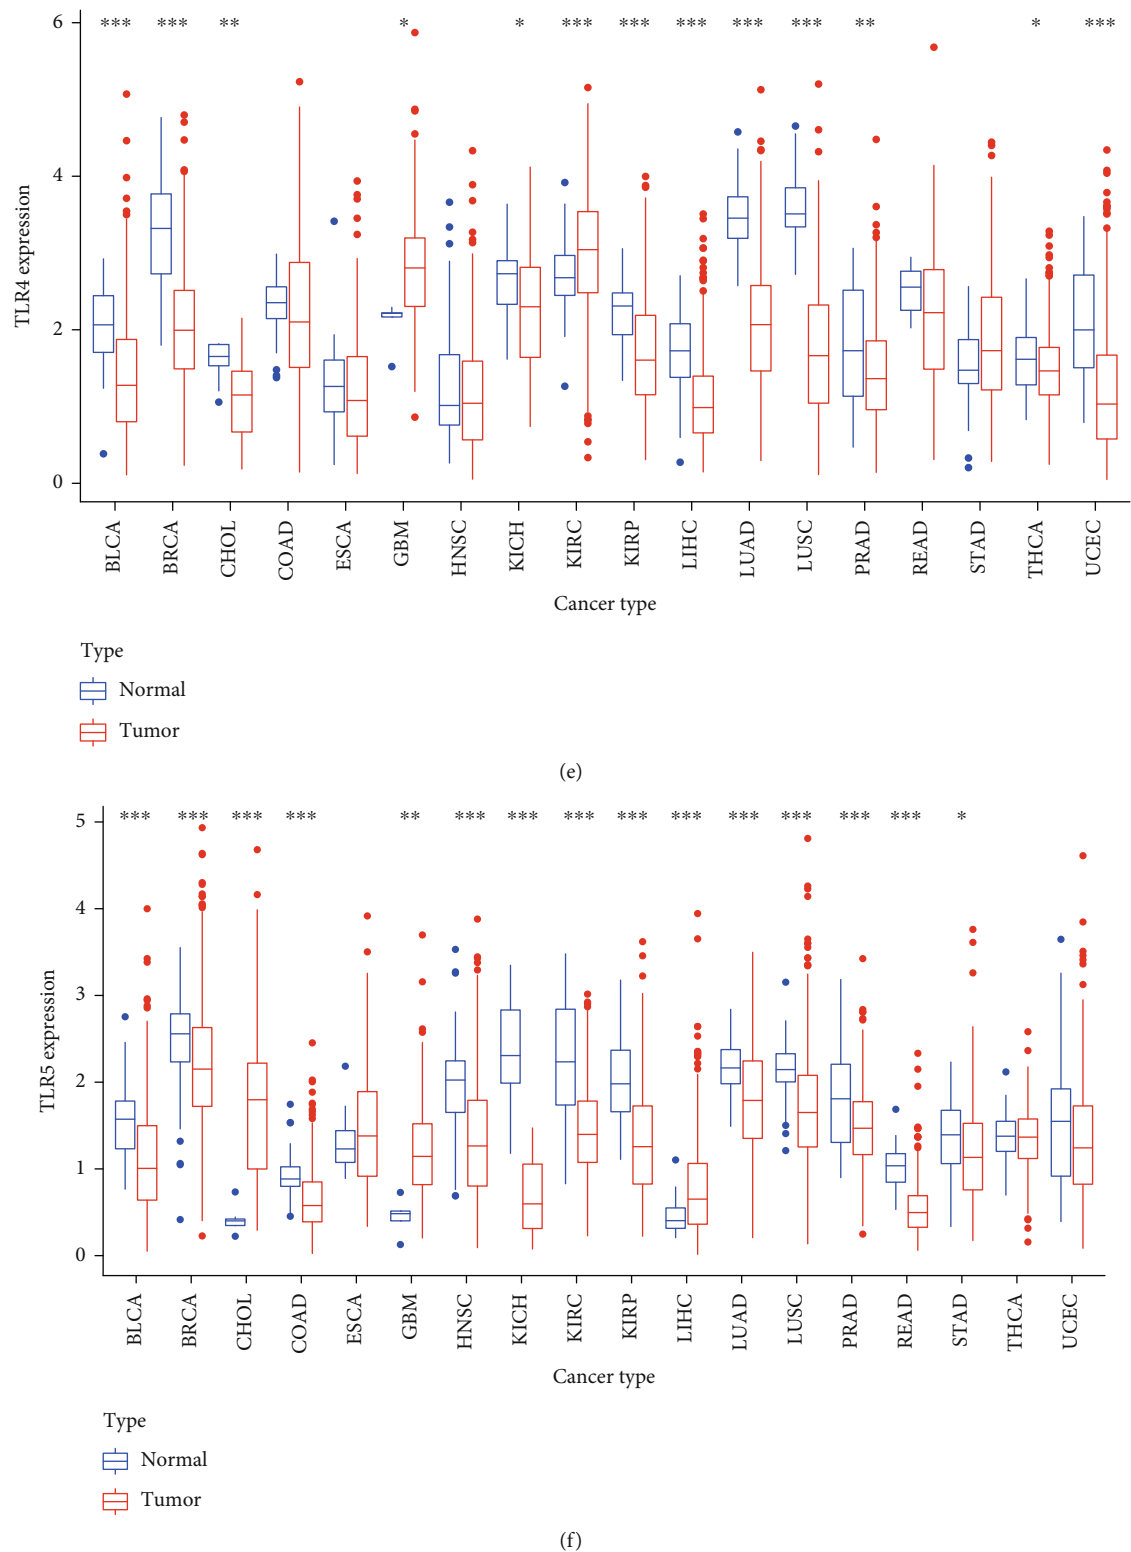 6
4
2
0
TLR4 expression
*** *** ** * * *** *** *** *** *** ** * ***
BLCA BRCA CHOL COAD ESCA GBM HNSC KICH KIRC KIRP LIHC LUAD LUSC PRAD READ STAD THCA UCEC
Cancer type
Type
Normal
Tumor
(e)
5
4
3
2
1
0
TLR5 expression
*** *** *** *** ** *** *** *** *** *** *** *** *** *** *
BLCA BRCA CHOL COAD ESCA GBM HNSC KICH KIRC KIRP LIHC LUAD LUSC PRAD READ STAD THCA UCEC
Cancer type
Type
Normal
Tumor
(f)